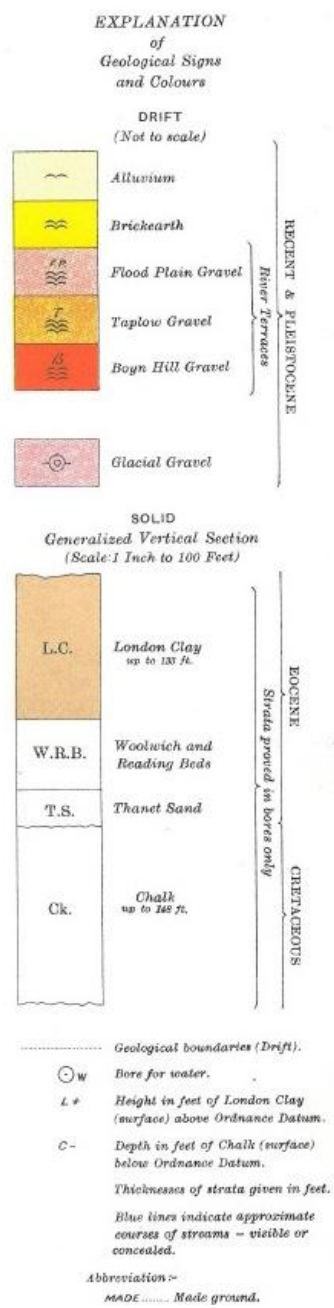 EXPLANATION
of
Geological Signs
and Colours
DRIFT
(Not to scale)
Alluvium
Brickearth
F.P.
Flood Plain Gravel
T
Taplow Gravel
B
Boyn Hill Gravel
River Terraces
RECENT & PLEISTOCENE
Glacial Gravel
SOLID
Generalized Vertical Section
(Scale: 1 Inch to 100 Feet)
L.C.
London Clay
up to 133 ft.
W.R.B.
Woolwich and
Reading Beds
T.S.
Thanet Sand
Ck.
Chalk
up to 148 ft.
Strata proved in bores only
EOCENE
CRETACEOUS
Geological boundaries (Drift).
W Bore for water.
L + Height in feet of London Clay
(surface) above Ordnance Datum.
C - Depth in feet of Chalk (surface)
below Ordnance Datum.
Thicknesses of strata given in feet.
Blue lines indicate approximate
courses of streams – visible or
concealed.
Abbreviation :-
MADE ........ Made ground.